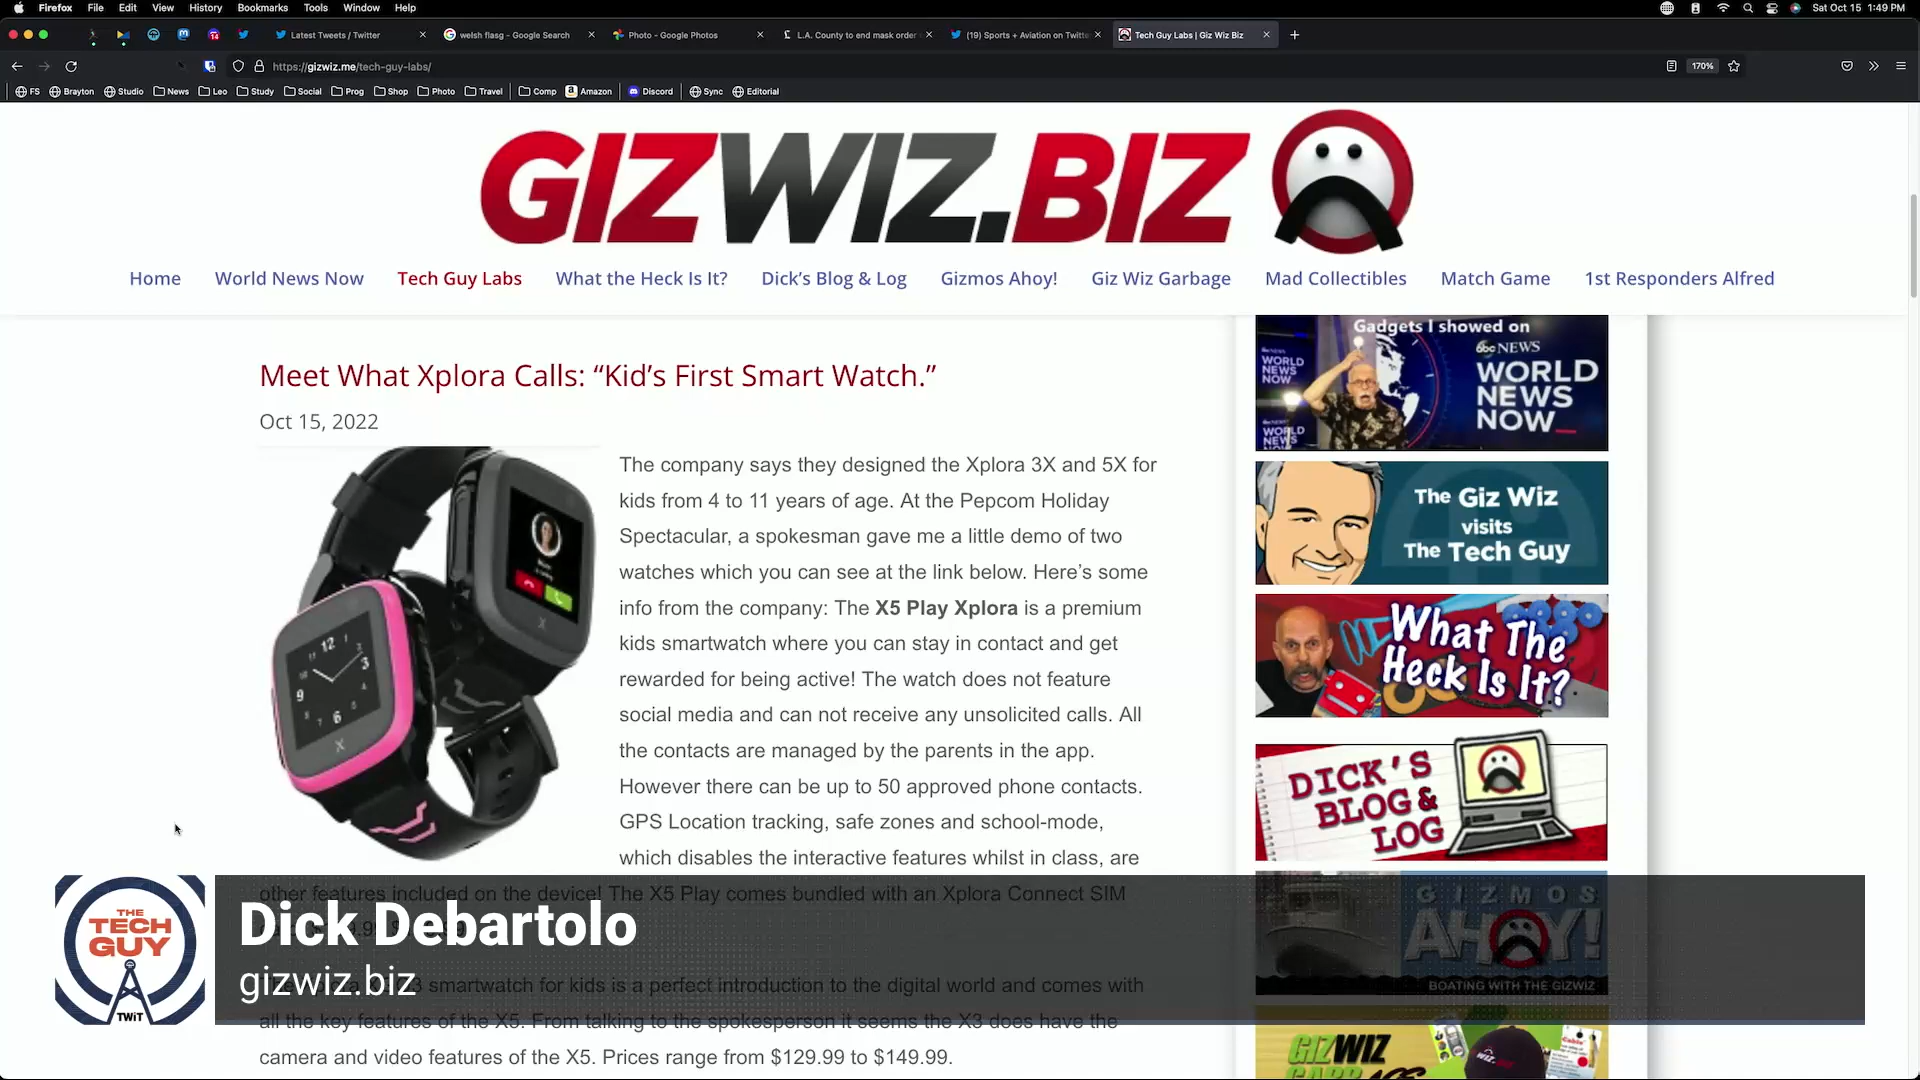 Firefox File Edit View History Bookmarks Tools Window Help
Sat Oct 15 1:49 PM
Latest Tweets / Twitter
welsh flasg - Google Search
Photo - Google Photos
L.A. County to end mask order
(19) Sports + Aviation on Twitte
Tech Guy Labs | Giz Wiz Biz
https://gizwiz.me/tech-guy-labs/
170%
FS Brayton Studio News Leo Study Social Prog Shop Photo Travel Comp Amazon Discord Sync Editorial
GIZWIZ.BIZ
Home World News Now Tech Guy Labs What the Heck Is It? Dick's Blog & Log Gizmos Ahoy! Giz Wiz Garbage Mad Collectibles Match Game 1st Responders Alfred
Meet What Xplora Calls: “Kid’s First Smart Watch.”
Oct 15, 2022
12
3
6
9
The company says they designed the Xplora 3X and 5X for
kids from 4 to 11 years of age. At the Pepcom Holiday
Spectacular, a spokesman gave me a little demo of two
watches which you can see at the link below. Here’s some
info from the company: The X5 Play Xplora is a premium
kids smartwatch where you can stay in contact and get
rewarded for being active! The watch does not feature
social media and can not receive any unsolicited calls. All
the contacts are managed by the parents in the app.
However there can be up to 50 approved phone contacts.
GPS Location tracking, safe zones and school-mode,
which disables the interactive features whilst in class, are
other features included on the device! The X5 Play comes bundled with an Xplora Connect SIM
smartwatch for kids is a perfect introduction to the digital world and comes with
all the key features of the X5. From talking to the spokesperson it seems the X3 does have the
camera and video features of the X5. Prices range from $129.99 to $149.99.
Gadgets I showed on
abc NEWS
WORLD
NEWS
NOW
WORLD
NEWS
NOW
WORLD
NEWS
The Giz Wiz
visits
The Tech Guy
What The
Heck Is It?
DICK'S
BLOG &
LOG
GIZMOS
AHOY!
BOATING WITH THE GIZWIZ
GIZWIZ
THE
TECH
GUY
TWiT
Dick Debartolo
gizwiz.biz